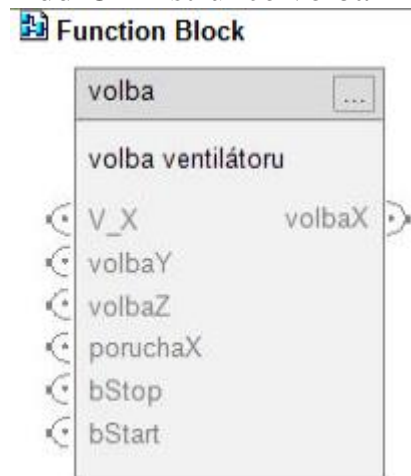 Function Block
volba ...
volba ventilátoru
V_X volbaX
volbaY
volbaZ
poruchaX
bStop
bStart